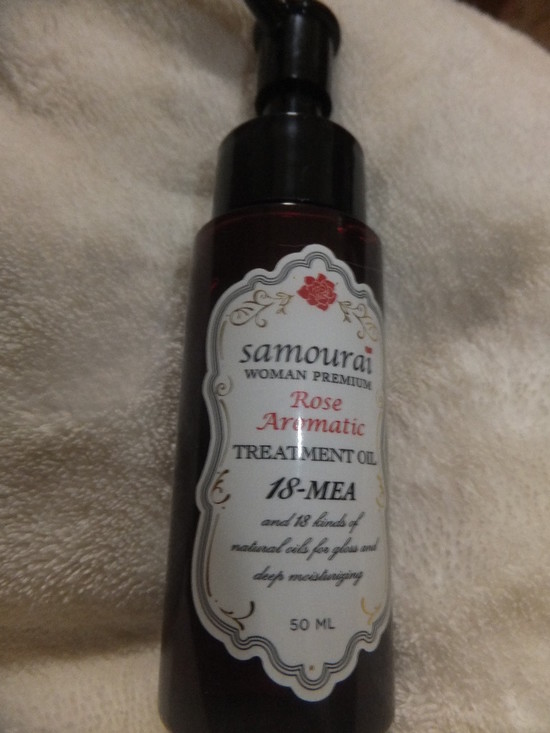 samouraï
WOMAN PREMIUM
Rose
Aromatic
TREATMENT OIL
18-MEA
and 18 kinds of
natural oils for gloss and
deep moisturizing
50 ML